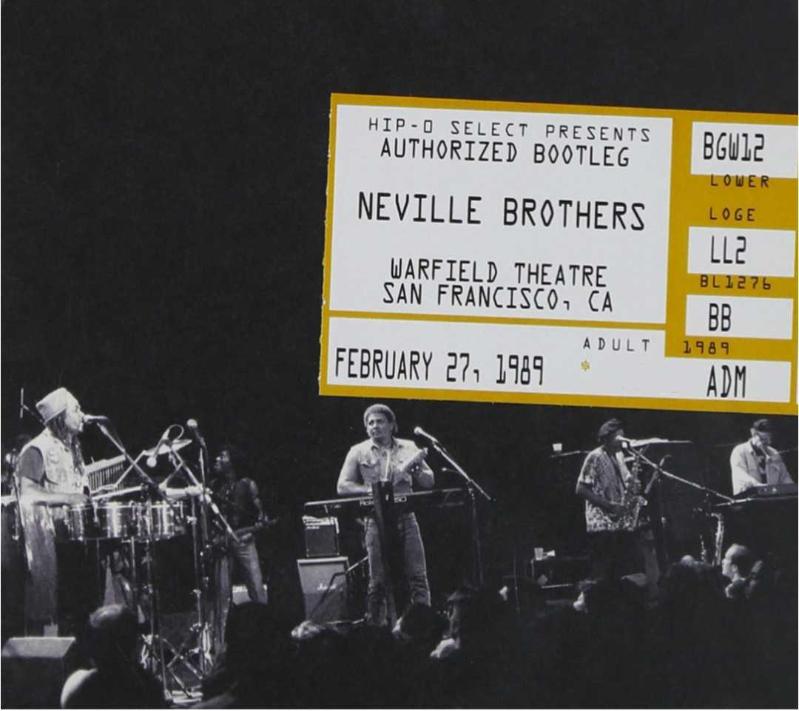 HIP-O SELECT PRESENTS
AUTHORIZED BOOTLEG
NEVILLE BROTHERS
WARFIELD THEATRE
SAN FRANCISCO, CA
ADULT
FEBRUARY 27, 1989
*
BGW12
LOWER
LOGE
LL2
BL1276
BB
1989
ADM
Roland